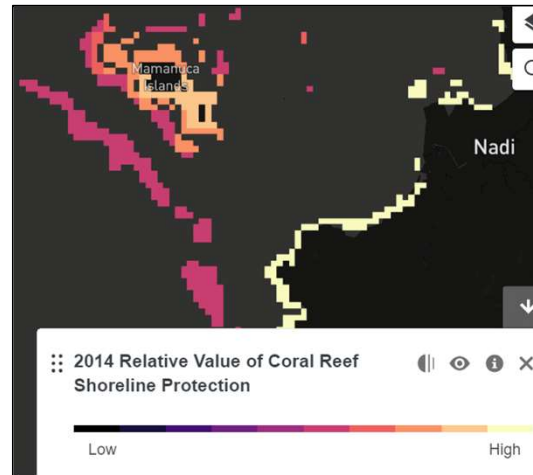 Mamanuca
Islands
Nadi
2014 Relative Value of Coral Reef
Shoreline Protection
Low
High